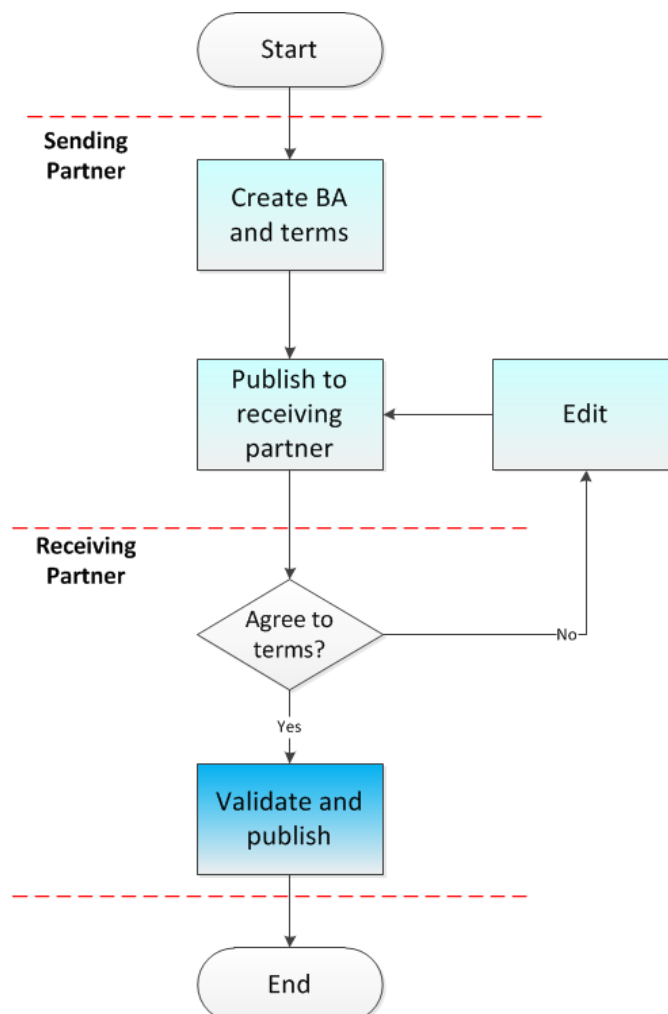 Start
Sending
Partner
Create BA
and terms
Publish to
receiving
partner
Edit
Receiving
Partner
Agree to
terms?
No
Yes
Validate and
publish
End